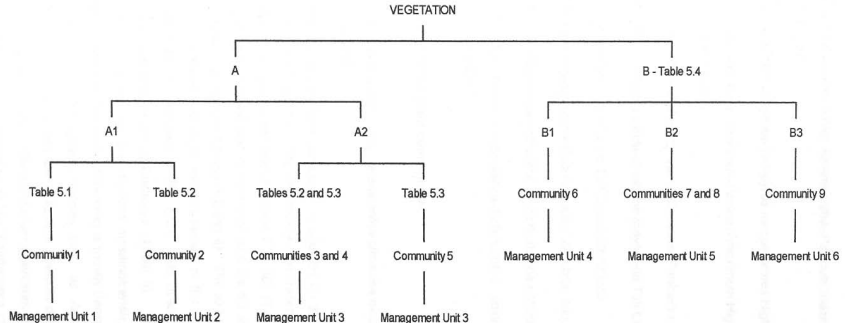 VEGETATION
A
B - Table 5.4
A1
A2
B1
B2
B3
Table 5.1
Table 5.2
Tables 5.2 and 5.3
Table 5.3
Community 6
Communities 7 and 8
Community 9
Community 1
Community 2
Communities 3 and 4
Community 5
Management Unit 4
Management Unit 5
Management Unit 6
Management Unit 1
Management Unit 2
Management Unit 3
Management Unit 3